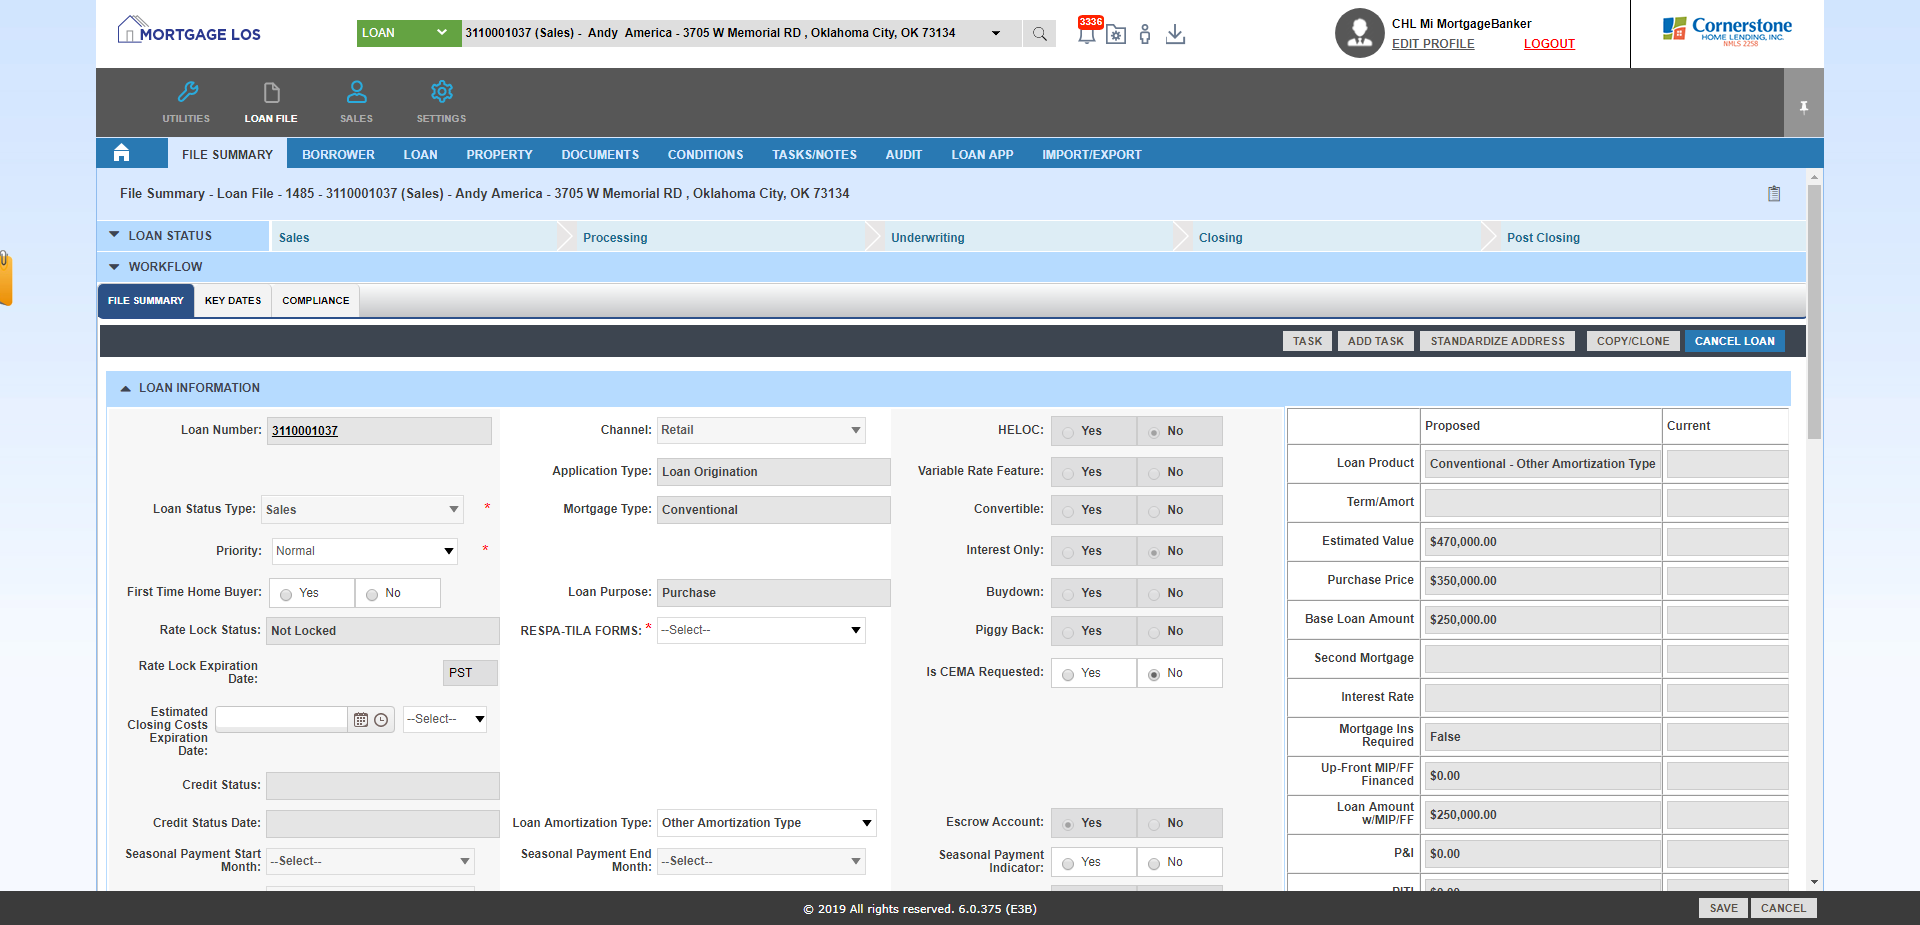 MORTGAGE LOS
LOAN
3110001037 (Sales) - Andy America - 3705 W Memorial RD , Oklahoma City, OK 73134
3336
CHL Mi MortgageBanker
EDIT PROFILE
LOGOUT
Cornerstone
HOME LENDING, INC.
NMLS 2258
UTILITIES
LOAN FILE
SALES
SETTINGS
FILE SUMMARY
BORROWER
LOAN
PROPERTY
DOCUMENTS
CONDITIONS
TASKS/NOTES
AUDIT
LOAN APP
IMPORT/EXPORT
File Summary - Loan File - 1485 - 3110001037 (Sales) - Andy America - 3705 W Memorial RD , Oklahoma City, OK 73134
LOAN STATUS
Sales
Processing
Underwriting
Closing
Post Closing
WORKFLOW
FILE SUMMARY
KEY DATES
COMPLIANCE
TASK
ADD TASK
STANDARDIZE ADDRESS
COPY/CLONE
CANCEL LOAN
LOAN INFORMATION
Loan Number: 3110001037
Loan Status Type: Sales *
Priority: Normal *
First Time Home Buyer: Yes No
Rate Lock Status: Not Locked
Rate Lock Expiration
Date:
PST
Estimated
Closing Costs
Expiration
Date:
--Select--
Credit Status:
Credit Status Date:
Seasonal Payment Start
Month:
--Select--
Channel: Retail
Application Type: Loan Origination
Mortgage Type: Conventional
Loan Purpose: Purchase
RESPA-TILA FORMS: * --Select--
Loan Amortization Type: Other Amortization Type
Seasonal Payment End
Month:
--Select--
HELOC: Yes No
Variable Rate Feature: Yes No
Convertible: Yes No
Interest Only: Yes No
Buydown: Yes No
Piggy Back: Yes No
Is CEMA Requested: Yes No
Escrow Account: Yes No
Seasonal Payment
Indicator:
Yes No
Proposed Current
Loan Product Conventional - Other Amortization Type
Term/Amort
Estimated Value $470,000.00
Purchase Price $350,000.00
Base Loan Amount $250,000.00
Second Mortgage
Interest Rate
Mortgage Ins
Required
False
Up-Front MIP/FF
Financed
$0.00
Loan Amount
w/MIP/FF
$250,000.00
P&I $0.00
PITI $0.00
© 2019 All rights reserved. 6.0.375 (E3B)
SAVE
CANCEL